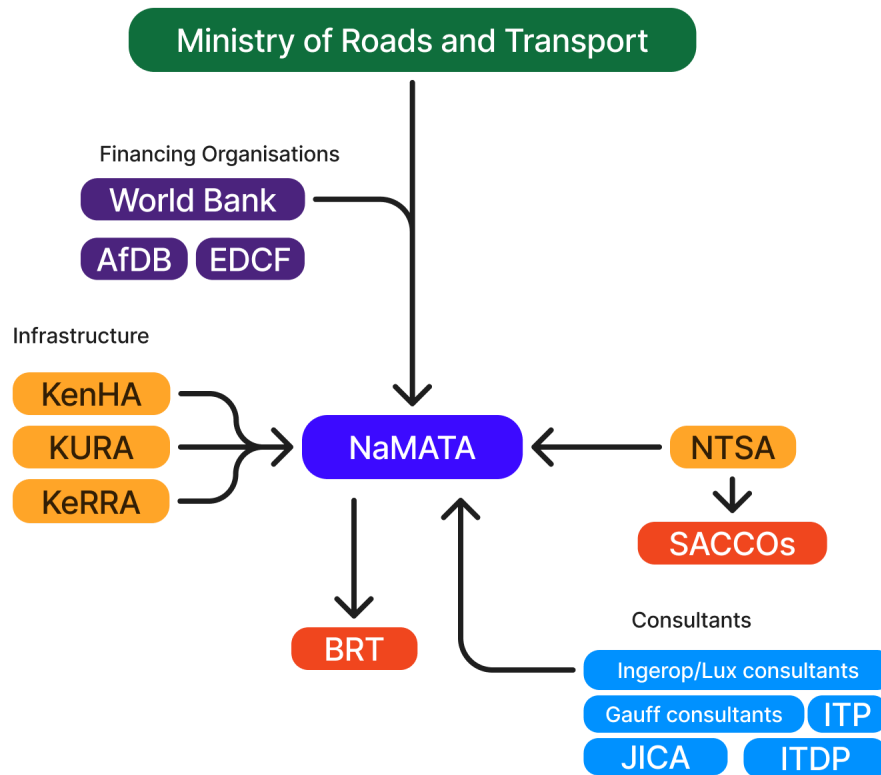 Ministry of Roads and Transport
Financing Organisations
World Bank
AfDB EDCF
Infrastructure
KenHA
KURA
KeRRA
NaMATA
NTSA
SACCOs
BRT
Consultants
Ingerop/Lux consultants
Gauff consultants ITP
JICA ITDP